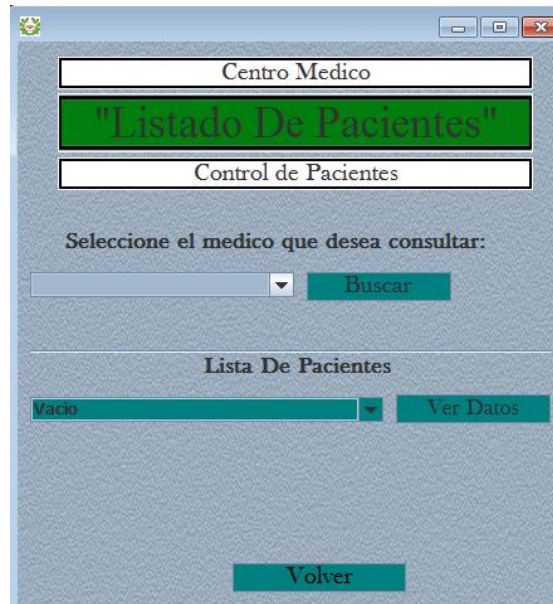 Centro Medico
"Listado De Pacientes"
Control de Pacientes
Seleccione el medico que desea consultar:
Buscar
Lista De Pacientes
Vacio
Ver Datos
Volver